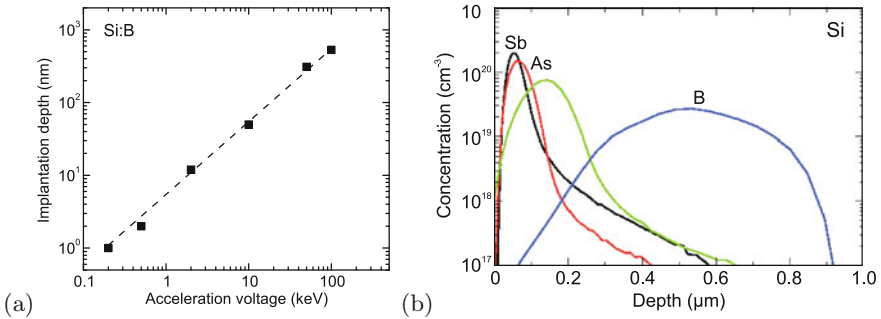 (a)
Si:B
Implantation depth (nm)
10³
10²
10¹
10⁰
0.1
1
10
100
Acceleration voltage (keV)
(b)
Si
Sb
As
B
Concentration (cm⁻³)
10²⁰
10¹⁹
10¹⁸
10¹⁷
0
0.2
0.4
0.6
0.8
1.0
Depth (µm)